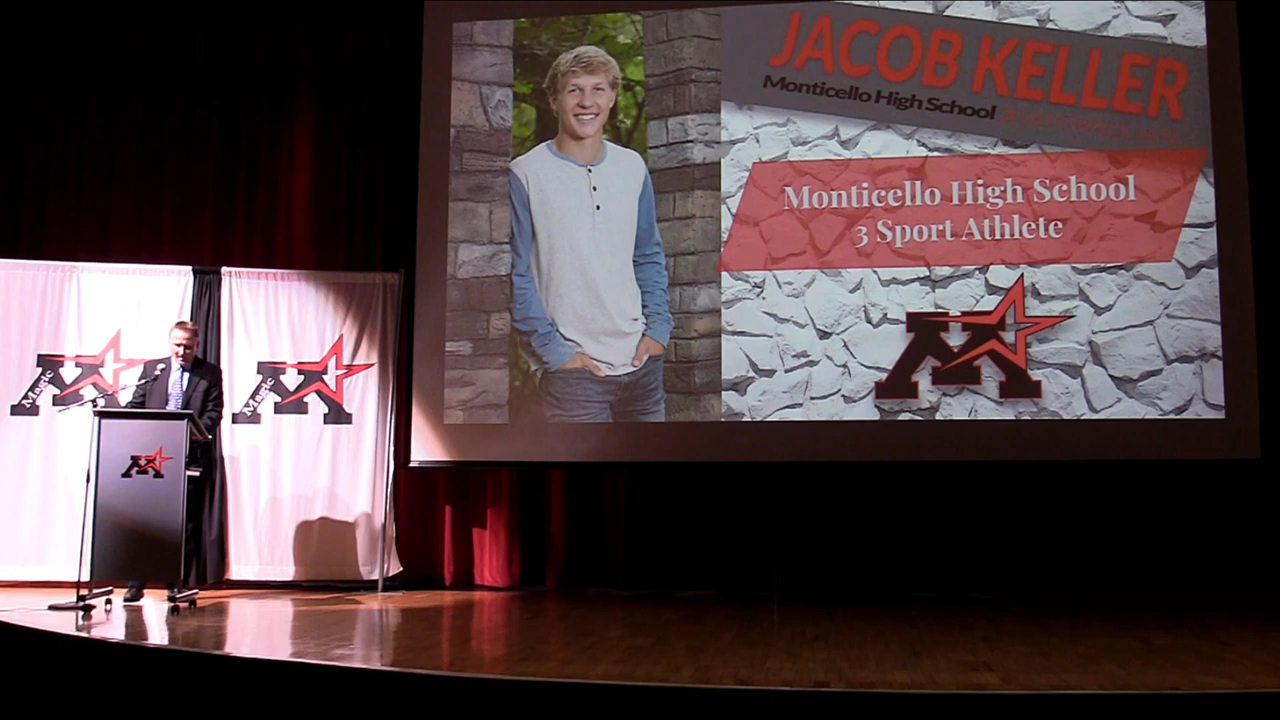 JACOB KELLER
Monticello High School
Monticello High School
3 Sport Athlete
M
Magic
M
Magic
M
M